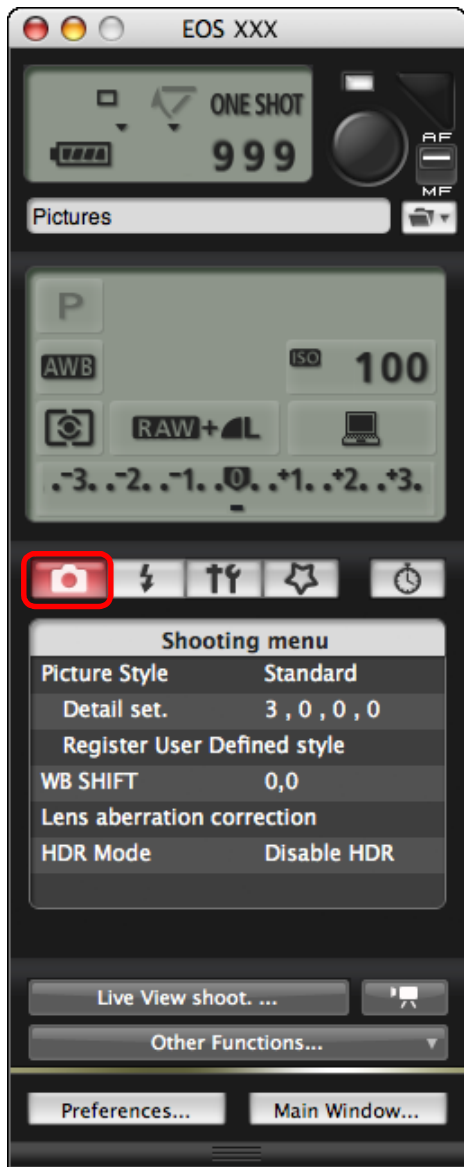 EOS XXX
ONE SHOT
999
AF
MF
Pictures
P
AWB
ISO 100
RAW+L
.-3. .-2. .-1. .0. .+1. .+2. .+3.
Shooting menu
Picture Style Standard
Detail set. 3 , 0 , 0 , 0
Register User Defined style
WB SHIFT 0,0
Lens aberration correction
HDR Mode Disable HDR
Live View shoot. ...
Other Functions...
Preferences... Main Window...